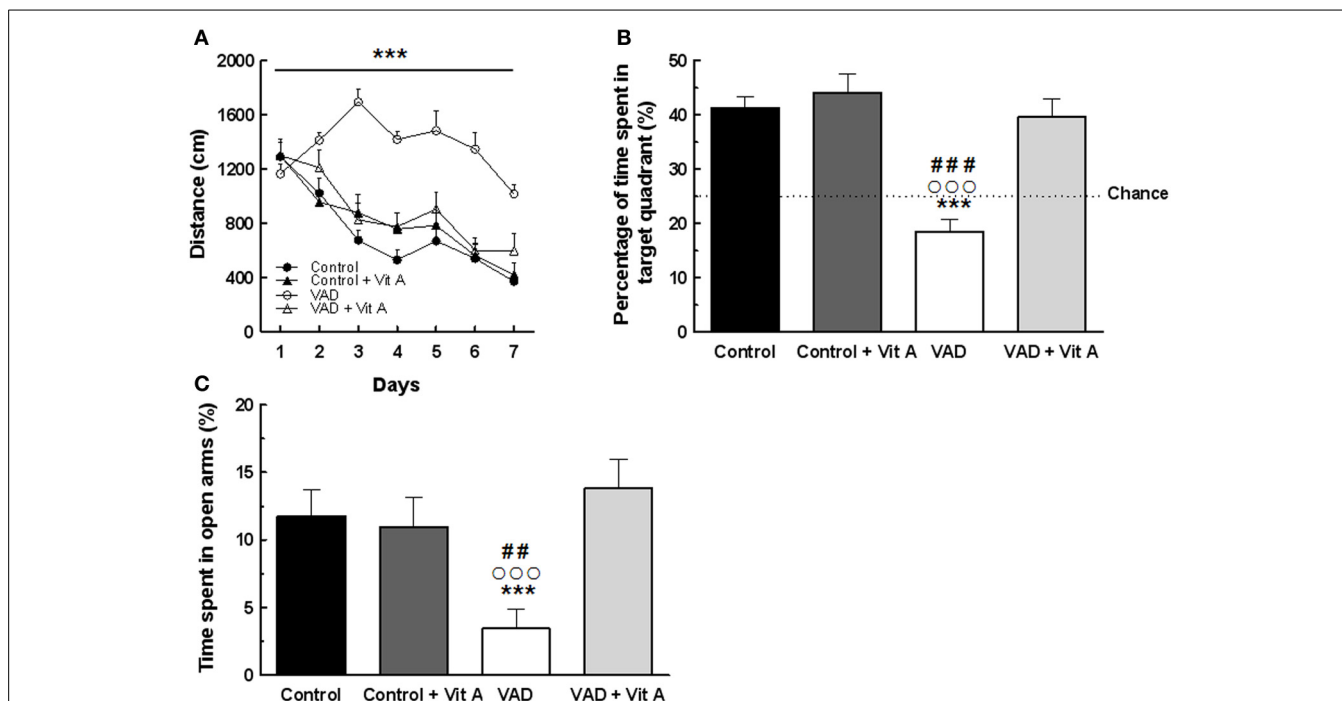 A
***
2000
1600
1200
800
400
0
Distance (cm)
Control
Control + Vit A
VAD
VAD + Vit A
1 2 3 4 5 6 7
Days
B
50
40
30
20
10
0
Percentage of time spent in
target quadrant (%)
###
○○○
***
Chance
Control Control + Vit A VAD VAD + Vit A
C
20
15
10
5
0
Time spent in open arms (%)
##
○○○
***
Control Control + Vit A VAD VAD + Vit A